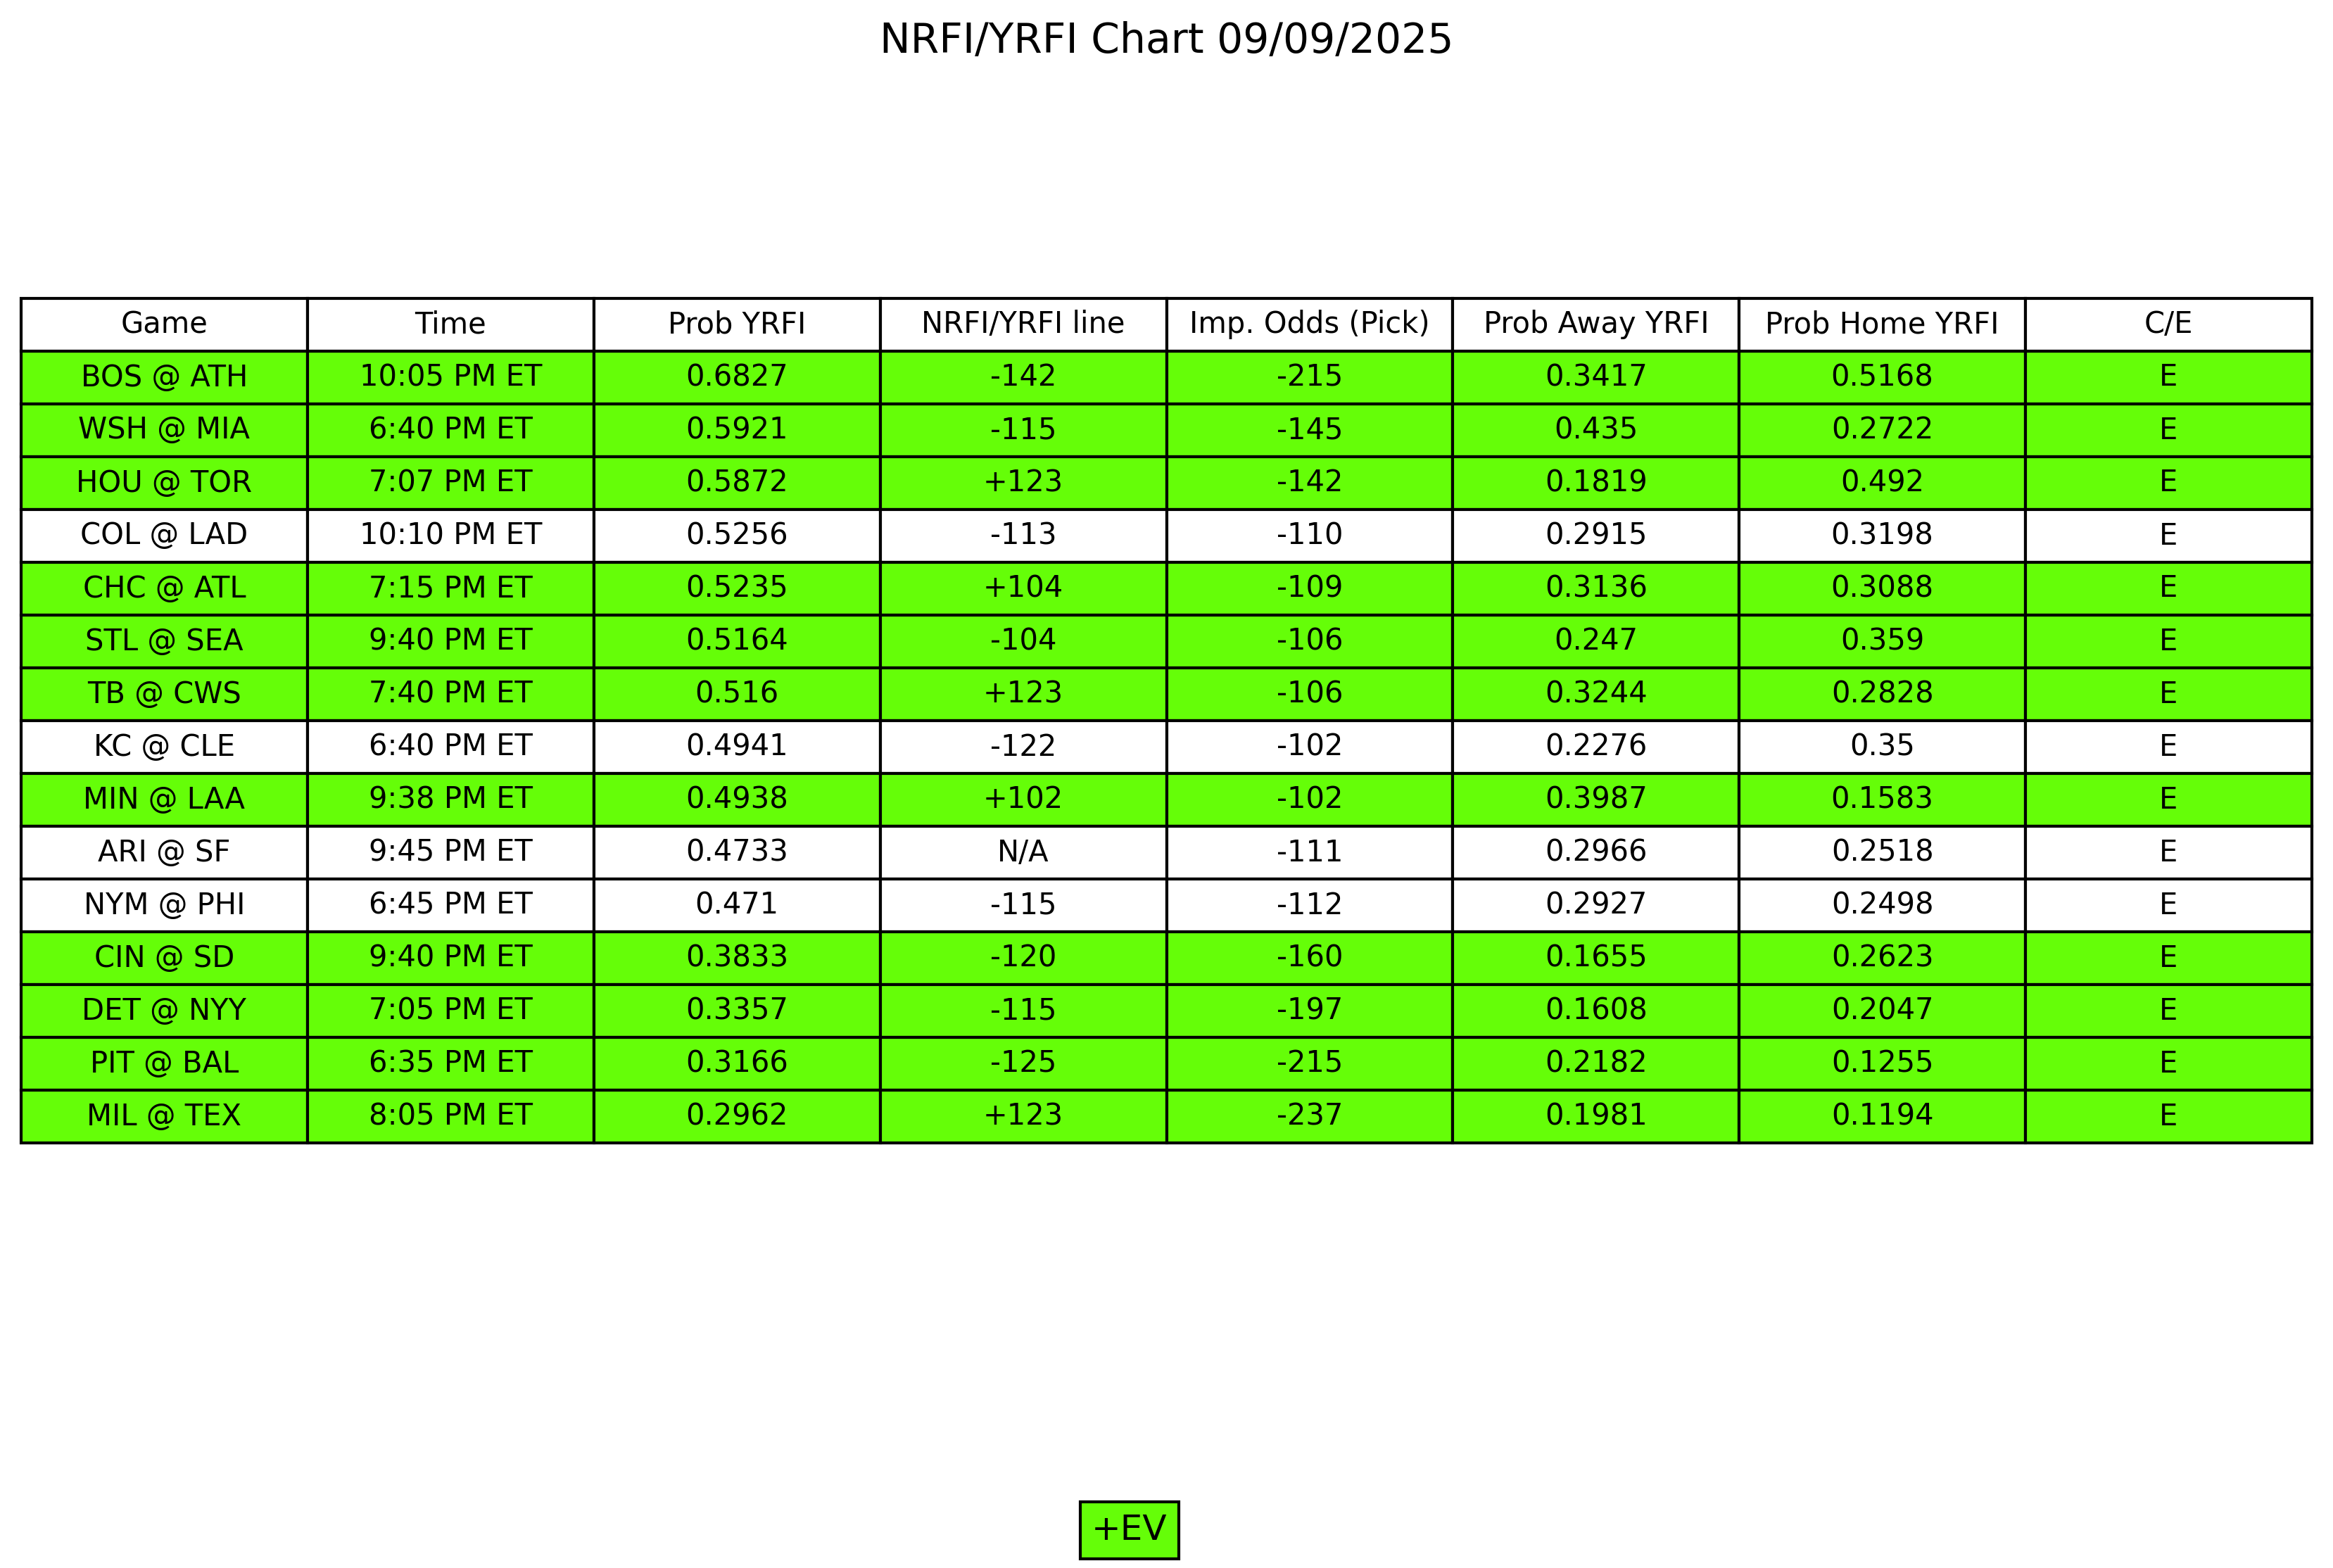 NRFI/YRFI Chart 09/09/2025
Game Time Prob YRFI NRFI/YRFI line Imp. Odds (Pick) Prob Away YRFI Prob Home YRFI C/E
BOS @ ATH 10:05 PM ET 0.6827 -142 -215 0.3417 0.5168 E
WSH @ MIA 6:40 PM ET 0.5921 -115 -145 0.435 0.2722 E
HOU @ TOR 7:07 PM ET 0.5872 +123 -142 0.1819 0.492 E
COL @ LAD 10:10 PM ET 0.5256 -113 -110 0.2915 0.3198 E
CHC @ ATL 7:15 PM ET 0.5235 +104 -109 0.3136 0.3088 E
STL @ SEA 9:40 PM ET 0.5164 -104 -106 0.247 0.359 E
TB @ CWS 7:40 PM ET 0.516 +123 -106 0.3244 0.2828 E
KC @ CLE 6:40 PM ET 0.4941 -122 -102 0.2276 0.35 E
MIN @ LAA 9:38 PM ET 0.4938 +102 -102 0.3987 0.1583 E
ARI @ SF 9:45 PM ET 0.4733 N/A -111 0.2966 0.2518 E
NYM @ PHI 6:45 PM ET 0.471 -115 -112 0.2927 0.2498 E
CIN @ SD 9:40 PM ET 0.3833 -120 -160 0.1655 0.2623 E
DET @ NYY 7:05 PM ET 0.3357 -115 -197 0.1608 0.2047 E
PIT @ BAL 6:35 PM ET 0.3166 -125 -215 0.2182 0.1255 E
MIL @ TEX 8:05 PM ET 0.2962 +123 -237 0.1981 0.1194 E
+EV